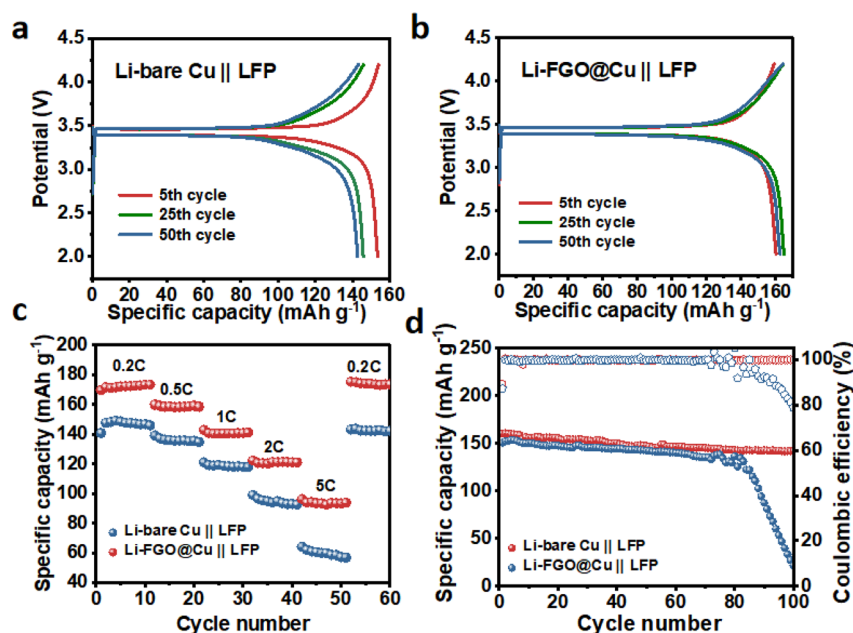 a
Li-bare Cu || LFP
Potential (V)
4.5
4.0
3.5
3.0
2.5
2.0
5th cycle
25th cycle
50th cycle
0 20 40 60 80 100 120 140 160
Specific capacity (mAh g-1)
b
Li-FGO@Cu || LFP
Potential (V)
4.5
4.0
3.5
3.0
2.5
2.0
5th cycle
25th cycle
50th cycle
0 20 40 60 80 100 120 140 160
Specific capacity (mAh g-1)
c
Specific capacity (mAh g-1)
200
180
160
140
120
100
80
60
40
0.2C
0.5C
1C
2C
5C
0.2C
Li-bare Cu || LFP
Li-FGO@Cu || LFP
0 10 20 30 40 50 60
Cycle number
d
Specific capacity (mAh g-1)
250
200
150
100
50
0
Li-bare Cu || LFP
Li-FGO@Cu || LFP
0 20 40 60 80 100
Cycle number
100
80
60
40
20
0
Coulombic efficiency (%)